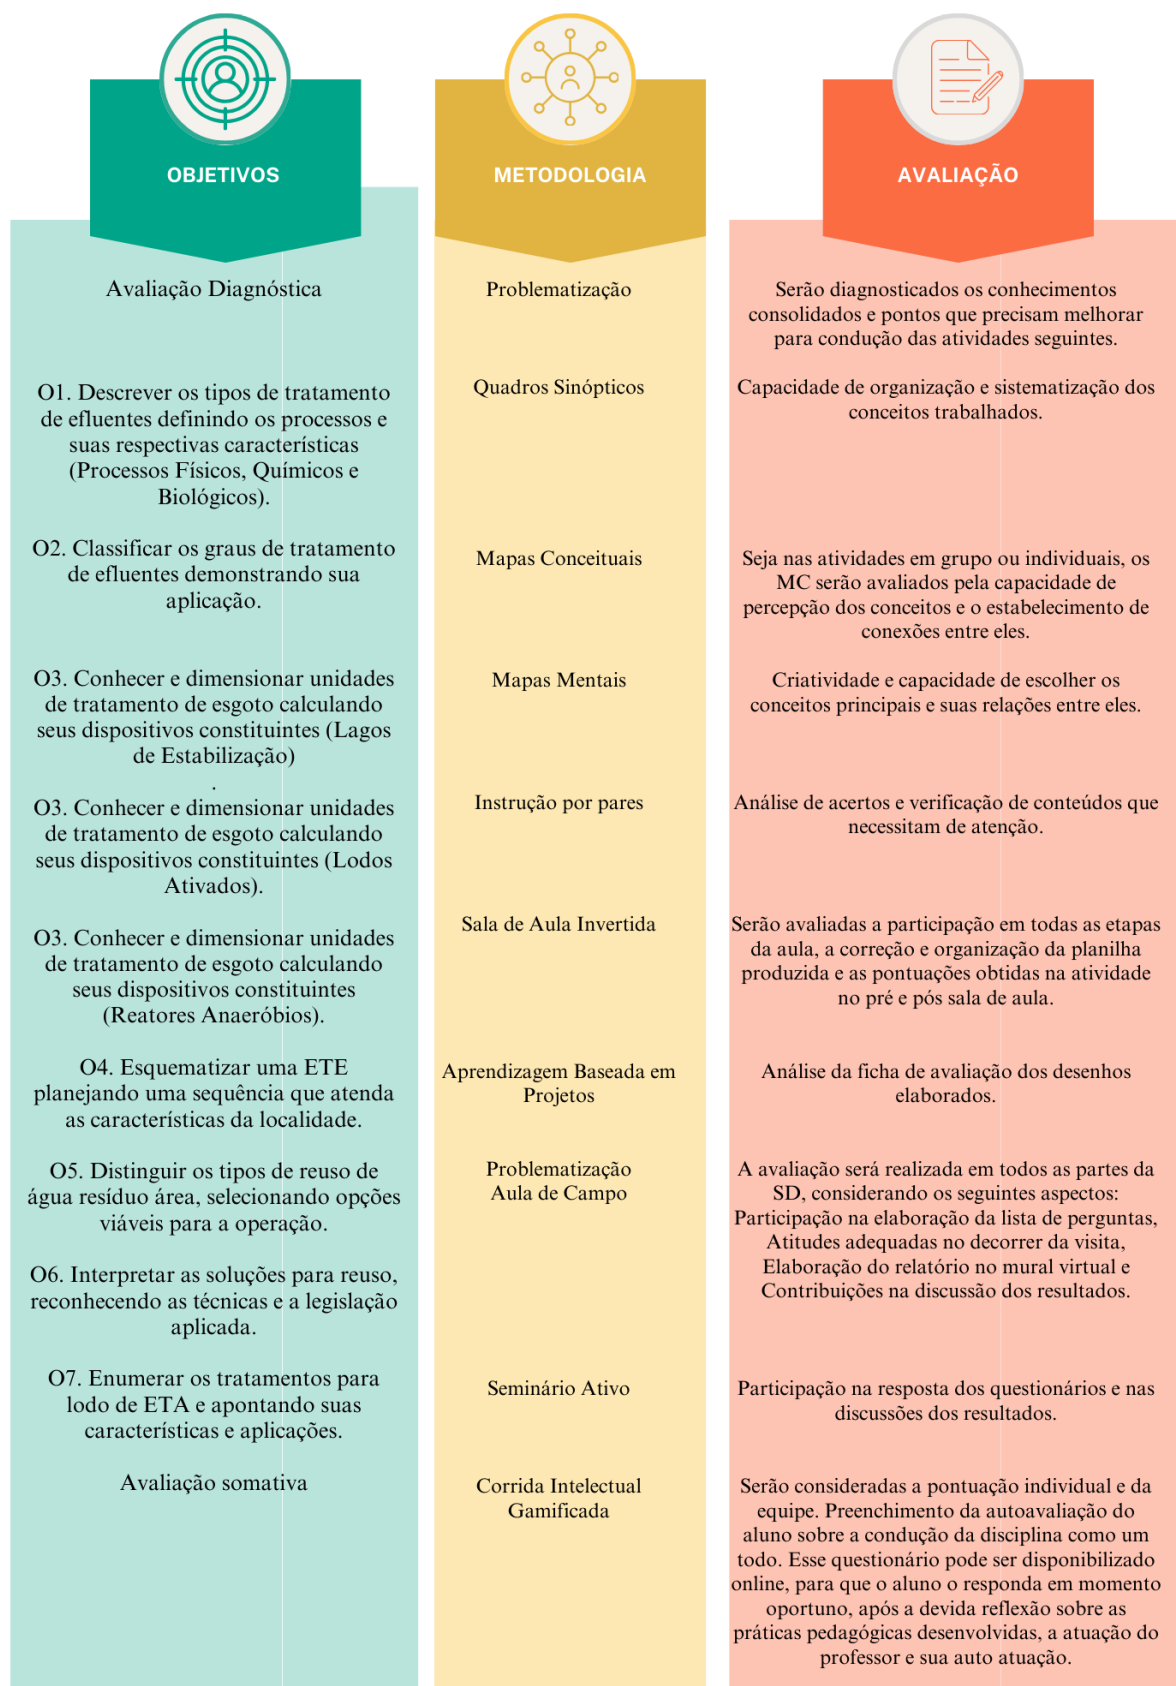 OBJETIVOS
Avaliação Diagnóstica
O1. Descrever os tipos de tratamento
de efluentes definindo os processos e
suas respectivas características
(Processos Físicos, Químicos e
Biológicos).
O2. Classificar os graus de tratamento
de efluentes demonstrando sua
aplicação.
O3. Conhecer e dimensionar unidades
de tratamento de esgoto calculando
seus dispositivos constituintes (Lagos
de Estabilização)
.
O3. Conhecer e dimensionar unidades
de tratamento de esgoto calculando
seus dispositivos constituintes (Lodos
Ativados).
O3. Conhecer e dimensionar unidades
de tratamento de esgoto calculando
seus dispositivos constituintes
(Reatores Anaeróbios).
O4. Esquematizar uma ETE
planejando uma sequência que atenda
as características da localidade.
O5. Distinguir os tipos de reuso de
água resíduo área, selecionando opções
viáveis para a operação.
O6. Interpretar as soluções para reuso,
reconhecendo as técnicas e a legislação
aplicada.
O7. Enumerar os tratamentos para
lodo de ETA e apontando suas
características e aplicações.
Avaliação somativa
METODOLOGIA
Problematização
Quadros Sinópticos
Mapas Conceituais
Mapas Mentais
Instrução por pares
Sala de Aula Invertida
Aprendizagem Baseada em
Projetos
Problematização
Aula de Campo
Seminário Ativo
Corrida Intelectual
Gamificada
AVALIAÇÃO
Serão diagnosticados os conhecimentos
consolidados e pontos que precisam melhorar
para condução das atividades seguintes.
Capacidade de organização e sistematização dos
conceitos trabalhados.
Seja nas atividades em grupo ou individuais, os
MC serão avaliados pela capacidade de
percepção dos conceitos e o estabelecimento de
conexões entre eles.
Criatividade e capacidade de escolher os
conceitos principais e suas relações entre eles.
Análise de acertos e verificação de conteúdos que
necessitam de atenção.
Serão avaliadas a participação em todas as etapas
da aula, a correção e organização da planilha
produzida e as pontuações obtidas na atividade
no pré e pós sala de aula.
Análise da ficha de avaliação dos desenhos
elaborados.
A avaliação será realizada em todos as partes da
SD, considerando os seguintes aspectos:
Participação na elaboração da lista de perguntas,
Atitudes adequadas no decorrer da visita,
Elaboração do relatório no mural virtual e
Contribuições na discussão dos resultados.
Participação na resposta dos questionários e nas
discussões dos resultados.
Serão consideradas a pontuação individual e da
equipe. Preenchimento da autoavaliação do
aluno sobre a condução da disciplina como um
todo. Esse questionário pode ser disponibilizado
online, para que o aluno o responda em momento
oportuno, após a devida reflexão sobre as
práticas pedagógicas desenvolvidas, a atuação do
professor e sua auto atuação.